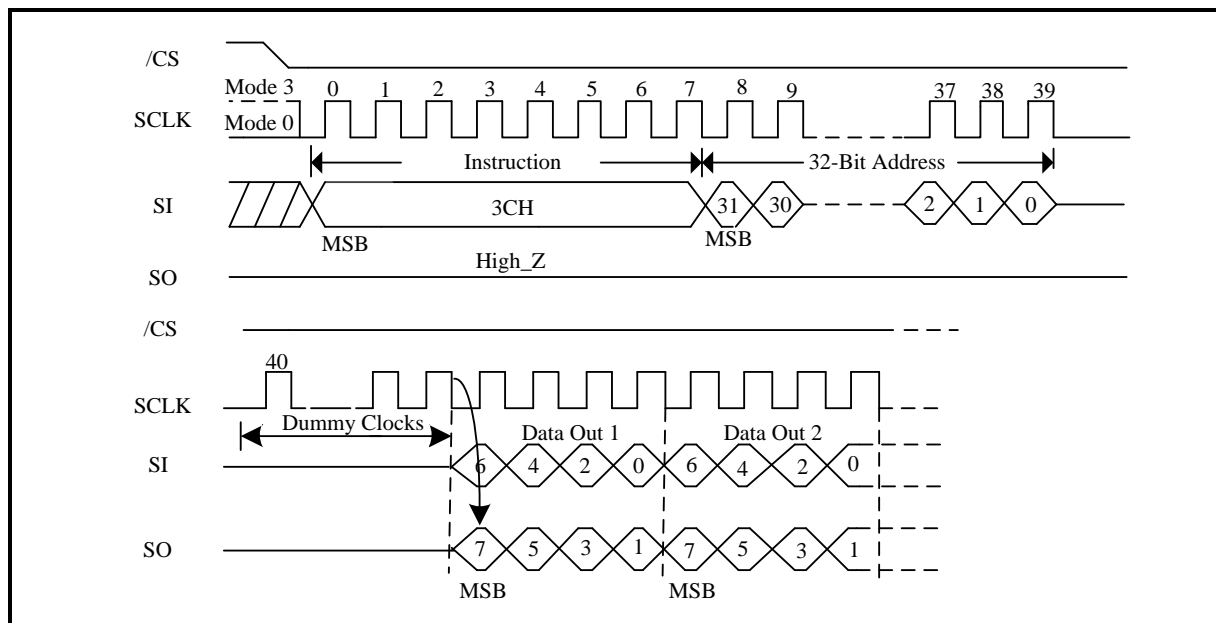 /CS
Mode 3 0 1 2 3 4 5 6 7 8 9 37 38 39
SCLK Mode 0
Instruction 32-Bit Address
SI 3CH 31 30 2 1 0
MSB MSB
High_Z
SO
/CS
40
SCLK
Dummy Clocks Data Out 1 Data Out 2
SI 6 4 2 0 6 4 2 0
SO 7 5 3 1 7 5 3 1
MSB MSB